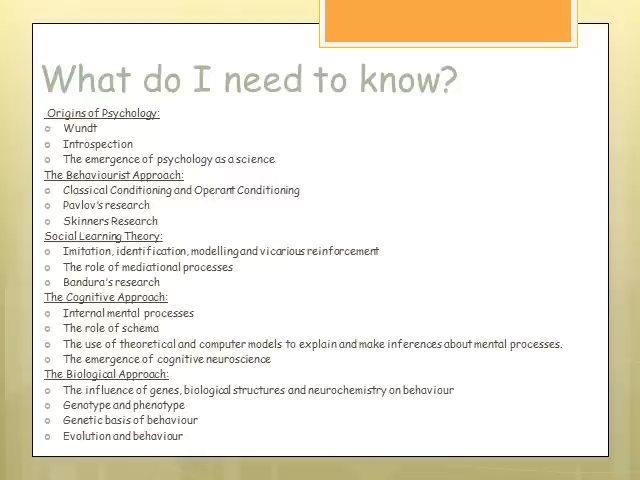 What do I need to know?
Origins of Psychology:
Wundt
Introspection
The emergence of psychology as a science
The Behaviourist Approach:
Classical Conditioning and Operant Conditioning
Pavlov's research
Skinners Research
Social Learning Theory:
Imitation, identification, modelling and vicarious reinforcement
The role of mediational processes
Bandura's research
The Cognitive Approach:
Internal mental processes
The role of schema
The use of theoretical and computer models to explain and make inferences about mental processes.
The emergence of cognitive neuroscience
The Biological Approach:
The influence of genes, biological structures and neurochemistry on behaviour
Genotype and phenotype
Genetic basis of behaviour
Evolution and behaviour